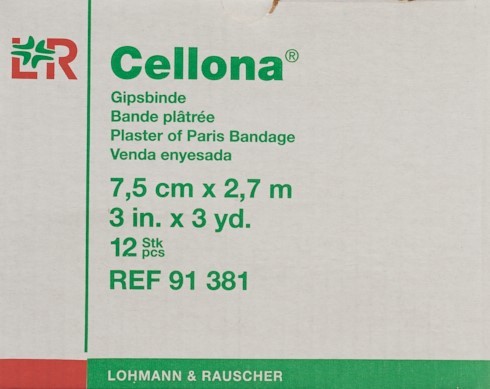 L&R
Cellona®
Gipsbinde
Bande plâtrée
Plaster of Paris Bandage
Venda enyesada
7,5 cm x 2,7 m
3 in. x 3 yd.
12 Stk pcs
REF 91 381
LOHMANN & RAUSCHER